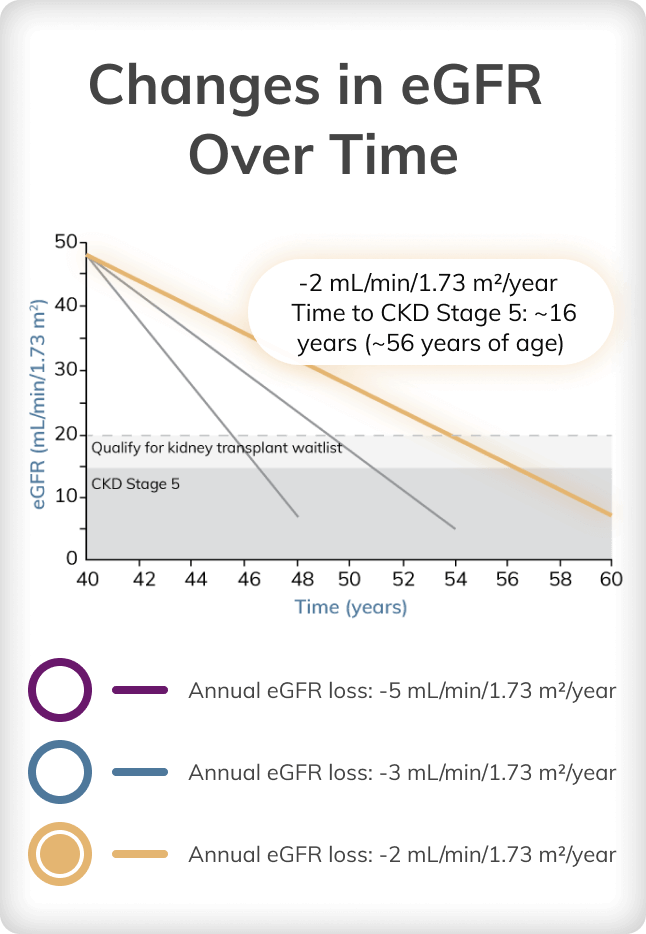 Changes in eGFR
Over Time
50
40
30
20
10
0
eGFR (mL/min/1.73 m²)
-2 mL/min/1.73 m²/year
Time to CKD Stage 5: ~16
years (~56 years of age)
Qualify for kidney transplant waitlist
CKD Stage 5
40 42 44 46 48 50 52 54 56 58 60
Time (years)
Annual eGFR loss: -5 mL/min/1.73 m²/year
Annual eGFR loss: -3 mL/min/1.73 m²/year
Annual eGFR loss: -2 mL/min/1.73 m²/year